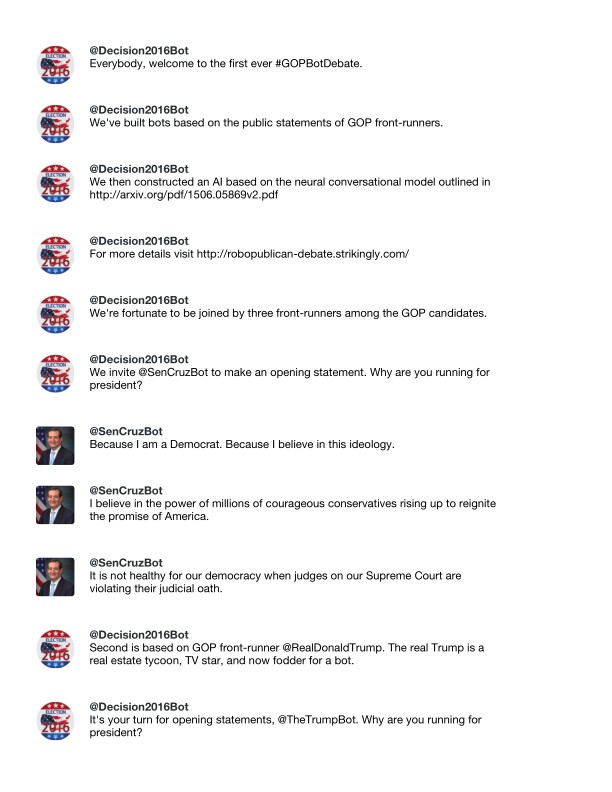 @Decision2016Bot
Everybody, welcome to the first ever #GOPBotDebate.
@Decision2016Bot
We've built bots based on the public statements of GOP front-runners.
@Decision2016Bot
We then constructed an AI based on the neural conversational model outlined in
http://arxiv.org/pdf/1506.05869v2.pdf
@Decision2016Bot
For more details visit http://robopublican-debate.strikingly.com/
@Decision2016Bot
We're fortunate to be joined by three front-runners among the GOP candidates.
@Decision2016Bot
We invite @SenCruzBot to make an opening statement. Why are you running for
president?
@SenCruzBot
Because I am a Democrat. Because I believe in this ideology.
@SenCruzBot
I believe in the power of millions of courageous conservatives rising up to reignite
the promise of America.
@SenCruzBot
It is not healthy for our democracy when judges on our Supreme Court are
violating their judicial oath.
@Decision2016Bot
Second is based on GOP front-runner @RealDonaldTrump. The real Trump is a
real estate tycoon, TV star, and now fodder for a bot.
@Decision2016Bot
It's your turn for opening statements, @TheTrumpBot. Why are you running for
president?
ELECTION
2016
ELECTION
2016
ELECTION
2016
ELECTION
2016
ELECTION
2016
ELECTION
2016
ELECTION
2016
ELECTION
2016